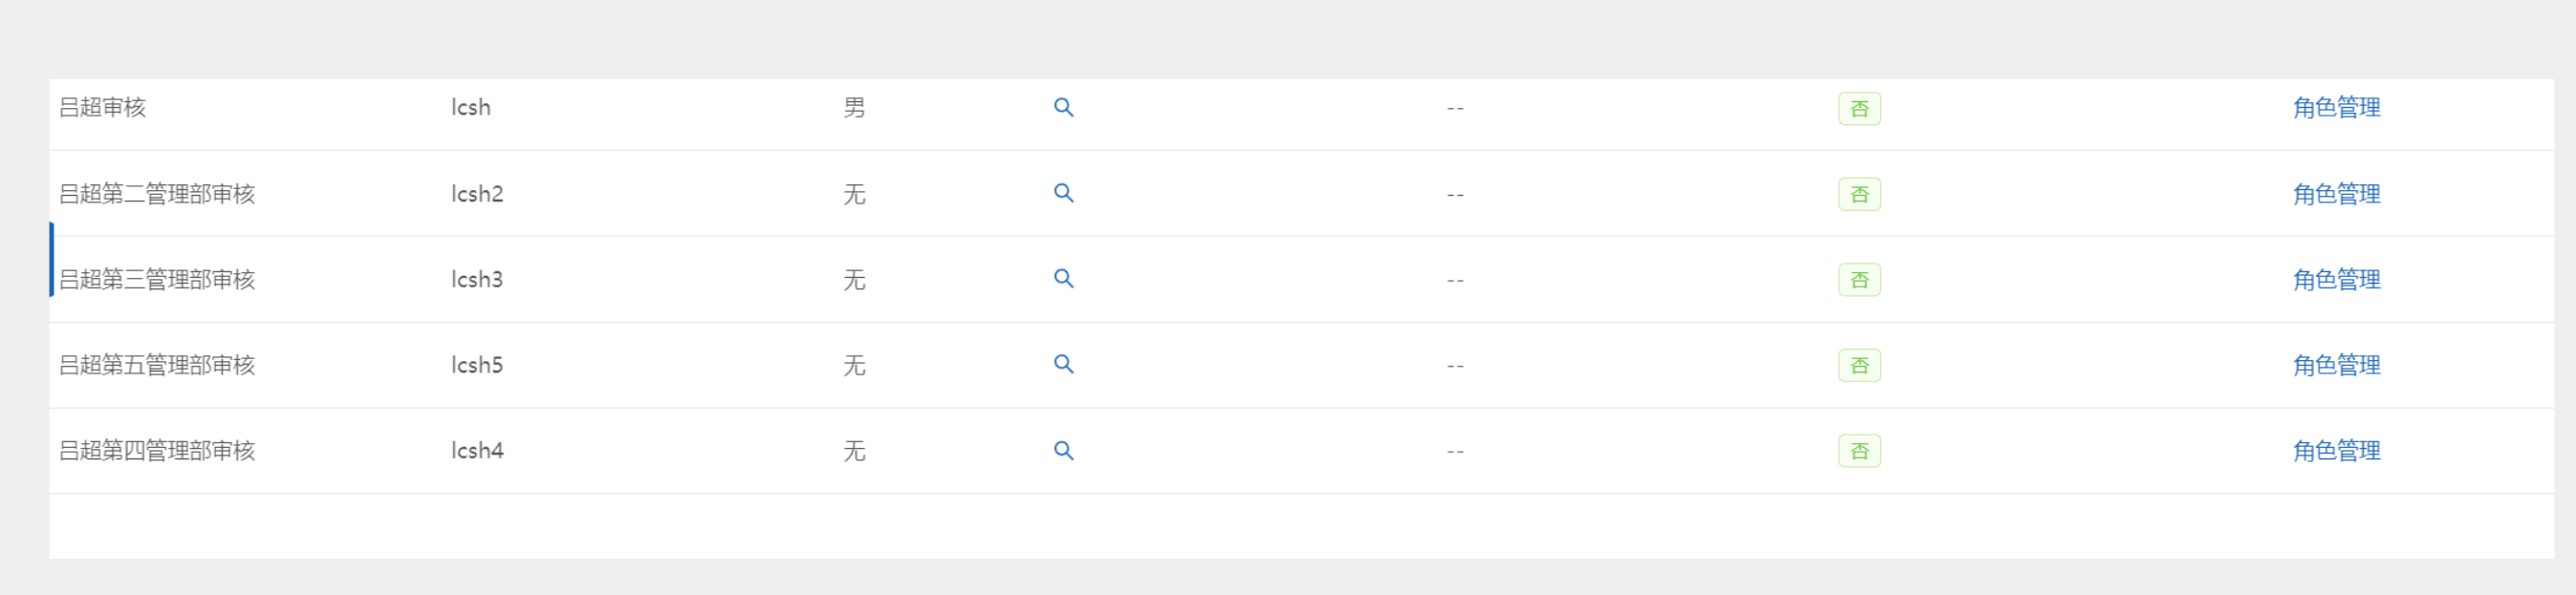 吕超审核 lcsh 男 -- 否 角色管理
吕超第二管理部审核 lcsh2 无 -- 否 角色管理
吕超第三管理部审核 lcsh3 无 -- 否 角色管理
吕超第五管理部审核 lcsh5 无 -- 否 角色管理
吕超第四管理部审核 lcsh4 无 -- 否 角色管理